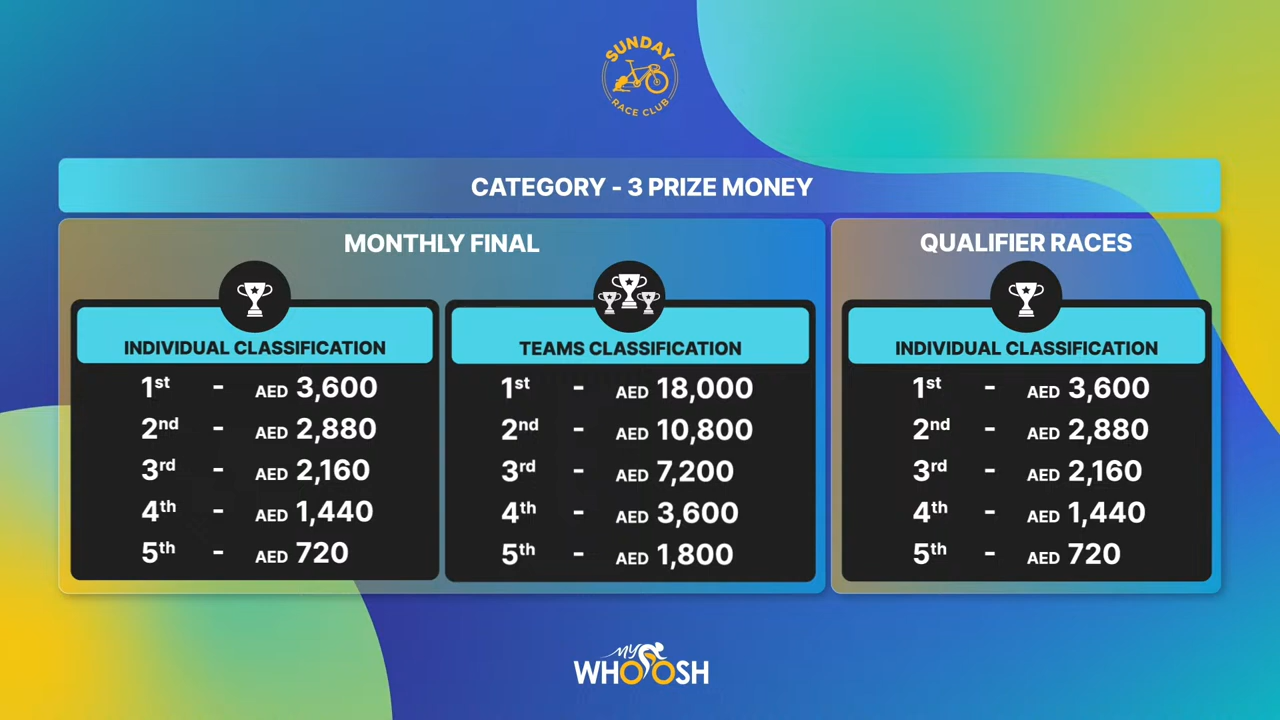 SUNDAY
RACE CLUB
CATEGORY - 3 PRIZE MONEY
MONTHLY FINAL
INDIVIDUAL CLASSIFICATION
1st - AED 3,600
2nd - AED 2,880
3rd - AED 2,160
4th - AED 1,440
5th - AED 720
TEAMS CLASSIFICATION
1st - AED 18,000
2nd - AED 10,800
3rd - AED 7,200
4th - AED 3,600
5th - AED 1,800
QUALIFIER RACES
INDIVIDUAL CLASSIFICATION
1st - AED 3,600
2nd - AED 2,880
3rd - AED 2,160
4th - AED 1,440
5th - AED 720
MY
WHOOSH